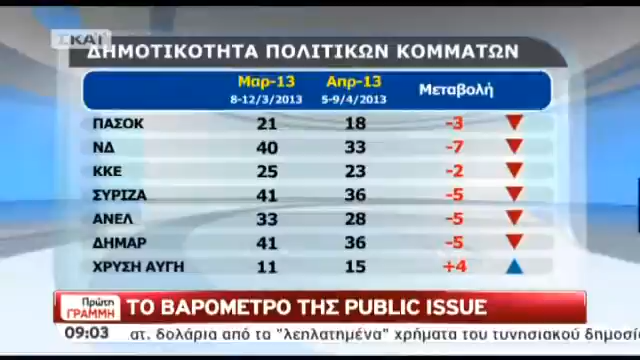 ΣΚΑΪ
ΔΗΜΟΤΙΚΟΤΗΤΑ ΠΟΛΙΤΙΚΩΝ ΚΟΜΜΑΤΩΝ
Μαρ-13 Απρ-13 Μεταβολή
8-12/3/2013 5-9/4/2013
ΠΑΣΟΚ 21 18 -3
ΝΔ 40 33 -7
ΚΚΕ 25 23 -2
ΣΥΡΙΖΑ 41 36 -5
ΑΝΕΛ 33 28 -5
ΔΗΜΑΡ 41 36 -5
ΧΡΥΣΗ ΑΥΓΗ 11 15 +4
Πρώτη
ΓΡΑΜΜΗ
ΤΟ ΒΑΡΟΜΕΤΡΟ ΤΗΣ PUBLIC ISSUE
09:03 ατ. δολάρια από τα "λεηλατημένα" χρήματα του τυνησιακού δημοσίο